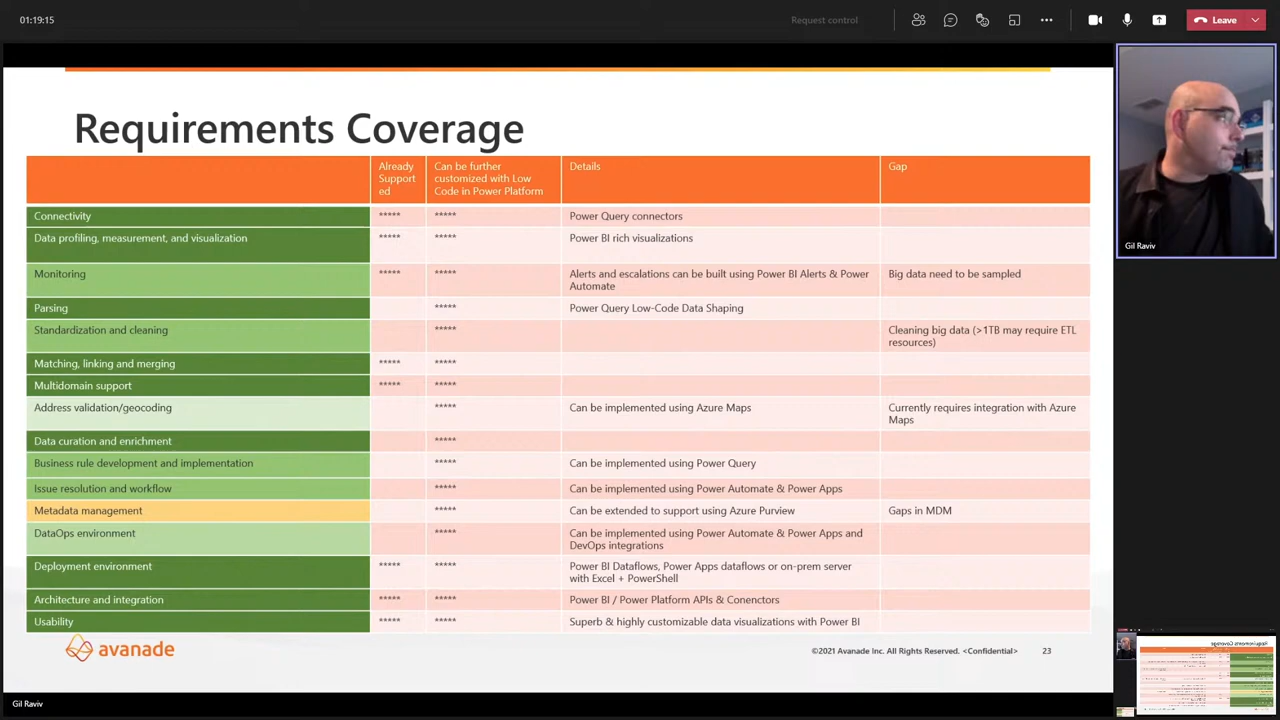 01:19:15
Request control
Leave
Requirements Coverage
Already
Support
ed
Can be further
customized with Low
Code in Power Platform
Details
Gap
Connectivity
*****
*****
Power Query connectors
Data profiling, measurement, and visualization
*****
*****
Power BI rich visualizations
Monitoring
*****
*****
Alerts and escalations can be built using Power BI Alerts & Power
Automate
Big data need to be sampled
Parsing
*****
Power Query Low-Code Data Shaping
Standardization and cleaning
*****
Cleaning big data (>1TB may require ETL
resources)
Matching, linking and merging
*****
*****
Multidomain support
*****
*****
Address validation/geocoding
*****
Can be implemented using Azure Maps
Currently requires integration with Azure
Maps
Data curation and enrichment
*****
Business rule development and implementation
*****
Can be implemented using Power Query
Issue resolution and workflow
*****
Can be implemented using Power Automate & Power Apps
Metadata management
*****
Can be extended to support using Azure Purview
Gaps in MDM
DataOps environment
*****
Can be implemented using Power Automate & Power Apps and
DevOps integrations
Deployment environment
*****
*****
Power BI Dataflows, Power Apps dataflows or on-prem server
with Excel + PowerShell
Architecture and integration
*****
*****
Power BI / Power Platform APIs & Conenctors
Usability
*****
*****
Superb & highly customizable data visualizations with Power BI
avanade
©2021 Avanade Inc. All Rights Reserved. <Confidential>
23
Gil Raviv
Gil Raviv
Requirements Coverage